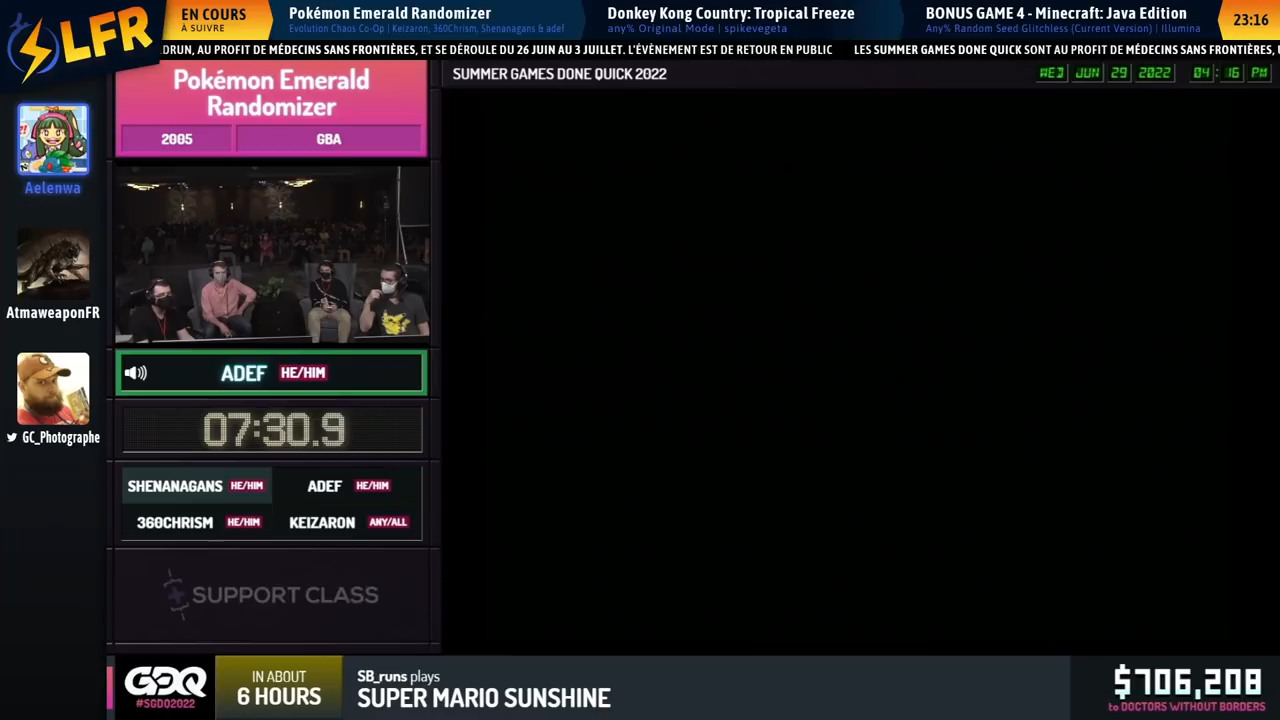 LFR
EN COURS
À SUIVRE
Pokémon Emerald Randomizer
Evolution Chaos Co-Op | Keizaron, 360Chrism, Shenanagans & adef
Donkey Kong Country: Tropical Freeze
any% Original Mode | spikevegeta
BONUS GAME 4 - Minecraft: Java Edition
Any% Random Seed Glitchless (Current Version) | Illumina
23:16
DRUN, AU PROFIT DE MÉDECINS SANS FRONTIÈRES, ET SE DÉROULE DU 26 JUIN AU 3 JUILLET. L'ÉVÈNEMENT EST DE RETOUR EN PUBLIC
LES SUMMER GAMES DONE QUICK SONT AU PROFIT DE MÉDECINS SANS FRONTIÈRES,
Pokémon Emerald
Randomizer
2005
GBA
SUMMER GAMES DONE QUICK 2022
WED JUN 29 2022 04:16 PM
Aelenwa
AtmaweaponFR
GC_Photographe
ADEF HE/HIM
07:30.9
SHENANAGANS HE/HIM
ADEF HE/HIM
360CHRISM HE/HIM
KEIZARON ANY/ALL
SUPPORT CLASS
GDQ
#SGDQ2022
IN ABOUT
6 HOURS
SB_runs plays
SUPER MARIO SUNSHINE
$706,208
to DOCTORS WITHOUT BORDERS